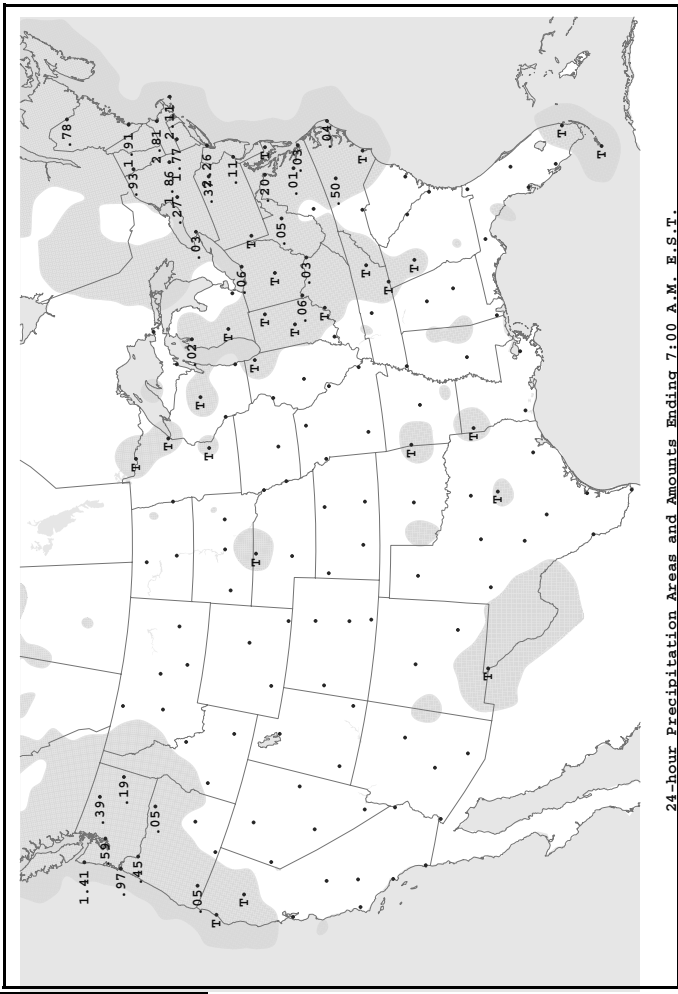 .78
1.41
.39
.59
.97
.19
1.91
.93
T
.45
.05
2.81
T
1.86
2.11
1.77
.27
.02
.03
.05
T
.26
.32
T
T
T
.11
.06
T
T
T
T
.20
T
T
T
.05
.01
T
.03
.06
.03
T
.04
.50
T
T
T
T
T
T
T
T
T
T
24-hour Precipitation Areas and Amounts Ending 7:00 A.M. E.S.T.